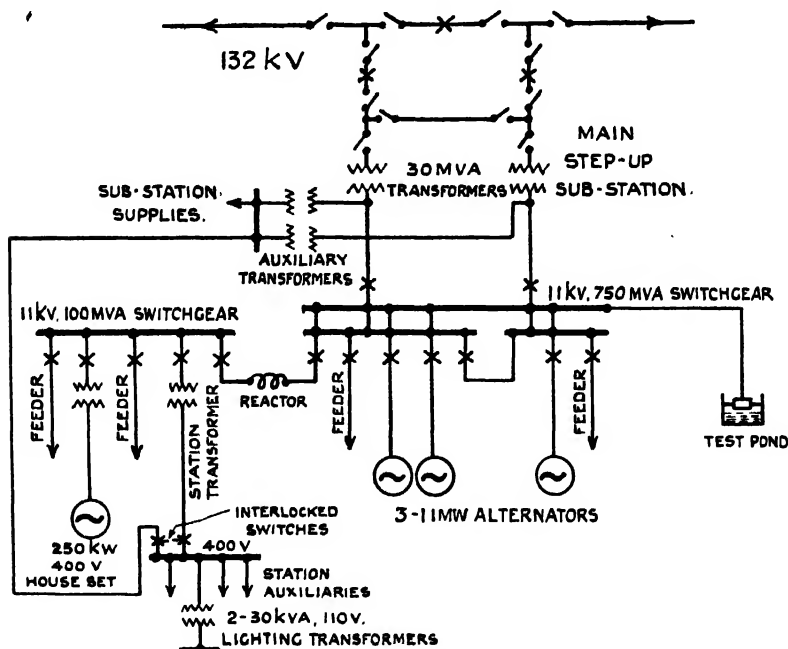 132 kV
MAIN
STEP-UP
SUB-STATION.
30 MVA
TRANSFORMERS
SUB-STATION.
SUPPLIES.
AUXILIARY
TRANSFORMERS
11 kV, 100 MVA SWITCHGEAR
11 kV, 750 MVA SWITCHGEAR
FEEDER
FEEDER
STATION
TRANSFORMER
REACTOR
FEEDER
FEEDER
TEST POND
3-11 MW ALTERNATORS
INTERLOCKED
SWITCHES
250 KW
400 V
HOUSE SET
400 V
STATION
AUXILIARIES
2-30 KVA, 110 V.
LIGHTING TRANSFORMERS